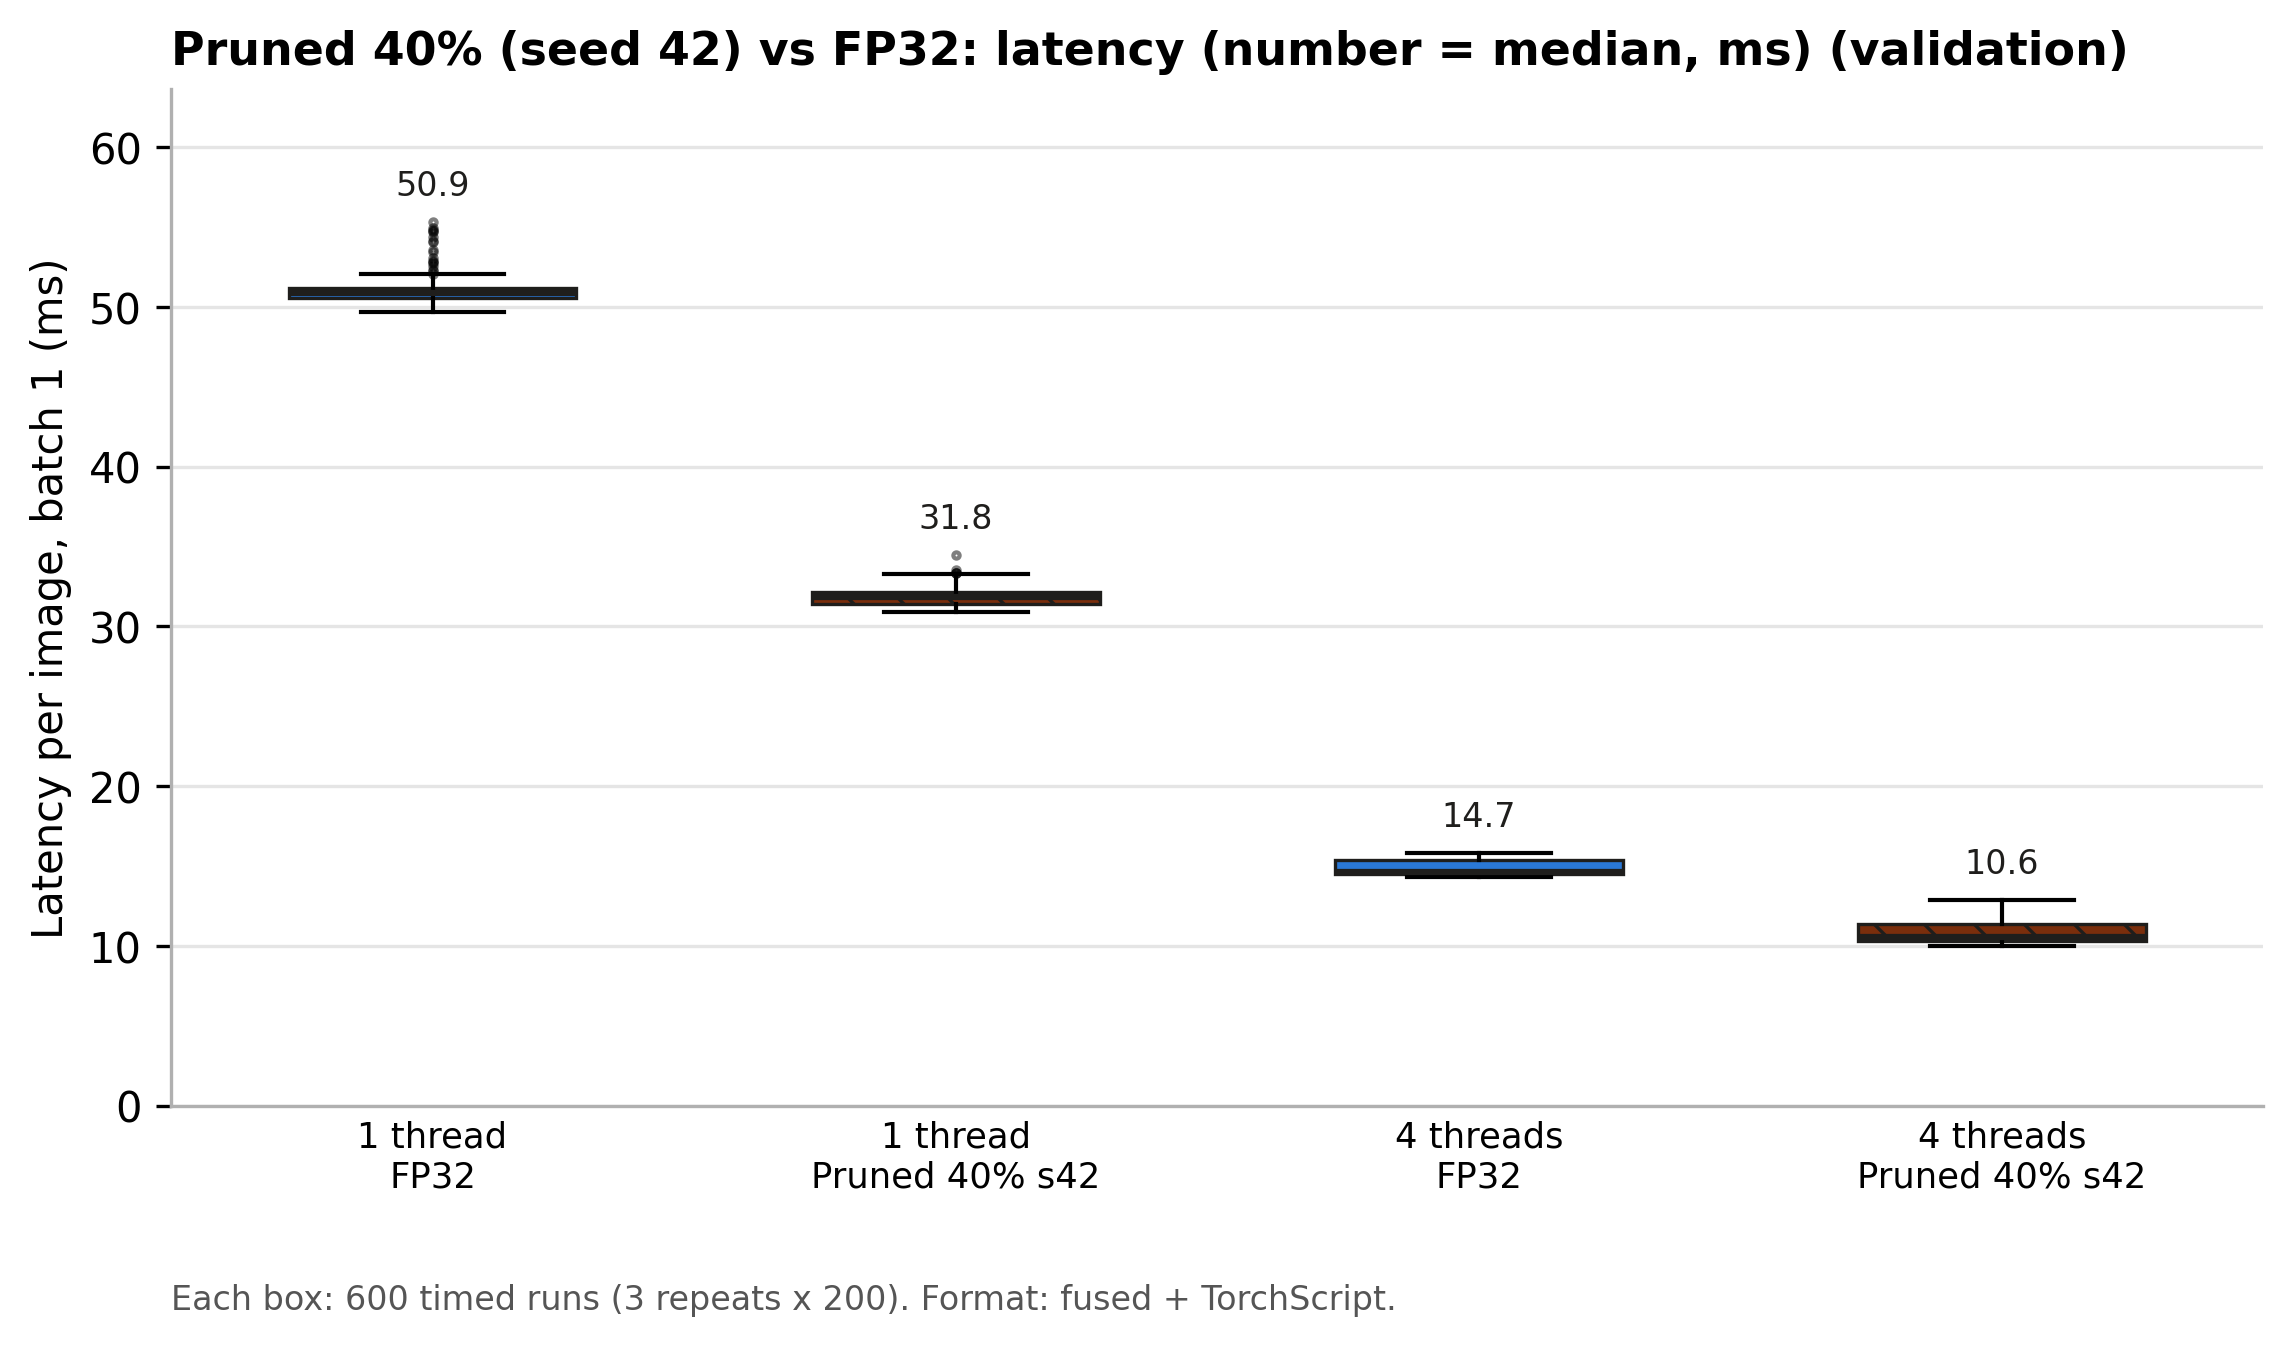 Pruned 40% (seed 42) vs FP32: latency (number = median, ms) (validation)
Latency per image, batch 1 (ms)
60
50
40
30
20
10
0
50.9
31.8
14.7
10.6
1 thread
FP32
1 thread
Pruned 40% s42
4 threads
FP32
4 threads
Pruned 40% s42
Each box: 600 timed runs (3 repeats x 200). Format: fused + TorchScript.